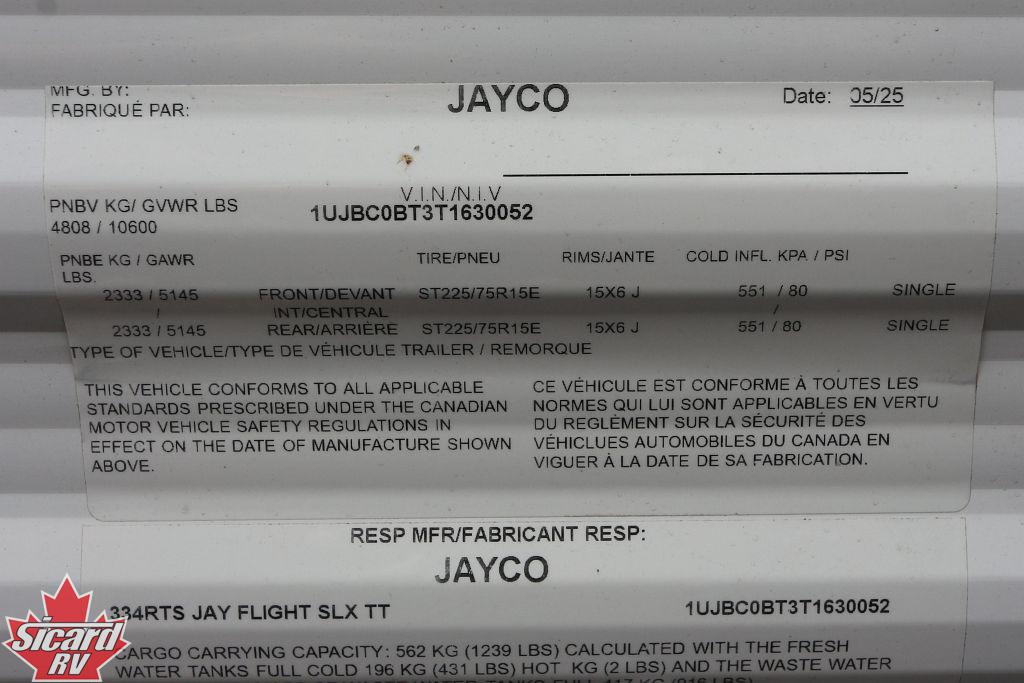 MFG. BY:
FABRIQUÉ PAR:
JAYCO
Date: 05/25
V.I.N./N.I.V
PNBV KG/ GVWR LBS
1UJBC0BT3T1630052
4808 / 10600
PNBE KG / GAWR LBS. TIRE/PNEU RIMS/JANTE COLD INFL. KPA / PSI
2333 / 5145 FRONT/DEVANT ST225/75R15E 15X6 J 551 / 80 SINGLE
/ INT/CENTRAL /
2333 / 5145 REAR/ARRIÈRE ST225/75R15E 15X6 J 551 / 80 SINGLE
TYPE OF VEHICLE/TYPE DE VÉHICULE TRAILER / REMORQUE
THIS VEHICLE CONFORMS TO ALL APPLICABLE
STANDARDS PRESCRIBED UNDER THE CANADIAN
MOTOR VEHICLE SAFETY REGULATIONS IN
EFFECT ON THE DATE OF MANUFACTURE SHOWN
ABOVE.
CE VÉHICULE EST CONFORME À TOUTES LES
NORMES QUI LUI SONT APPLICABLES EN VERTU
DU REGLEMENT SUR LA SÉCURITÉ DES
VÉHICLUES AUTOMOBILES DU CANADA EN
VIGUER À LA DATE DE SA FABRICATION.
RESP MFR/FABRICANT RESP:
JAYCO
334RTS JAY FLIGHT SLX TT 1UJBC0BT3T1630052
CARGO CARRYING CAPACITY: 562 KG (1239 LBS) CALCULATED WITH THE FRESH
WATER TANKS FULL COLD 196 KG (431 LBS) HOT KG (2 LBS) AND THE WASTE WATER
Sicard
RV